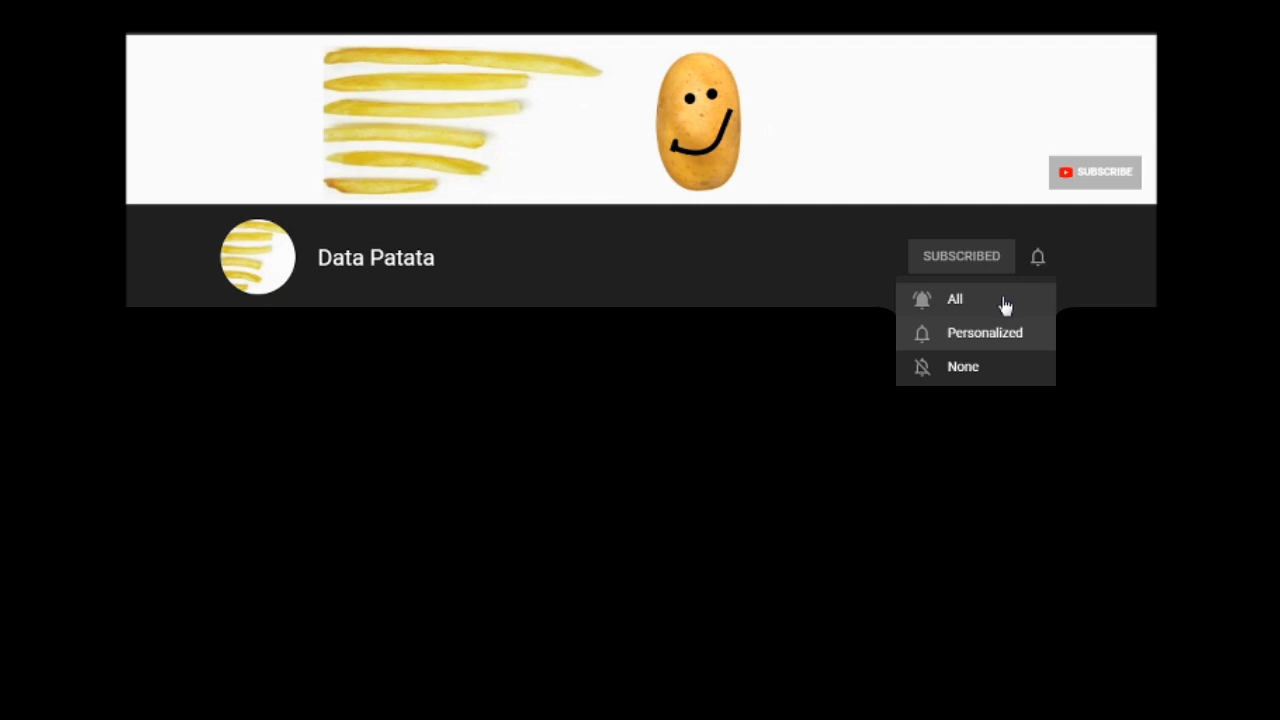 SUBSCRIBE
Data Patata
SUBSCRIBED
All
Personalized
None